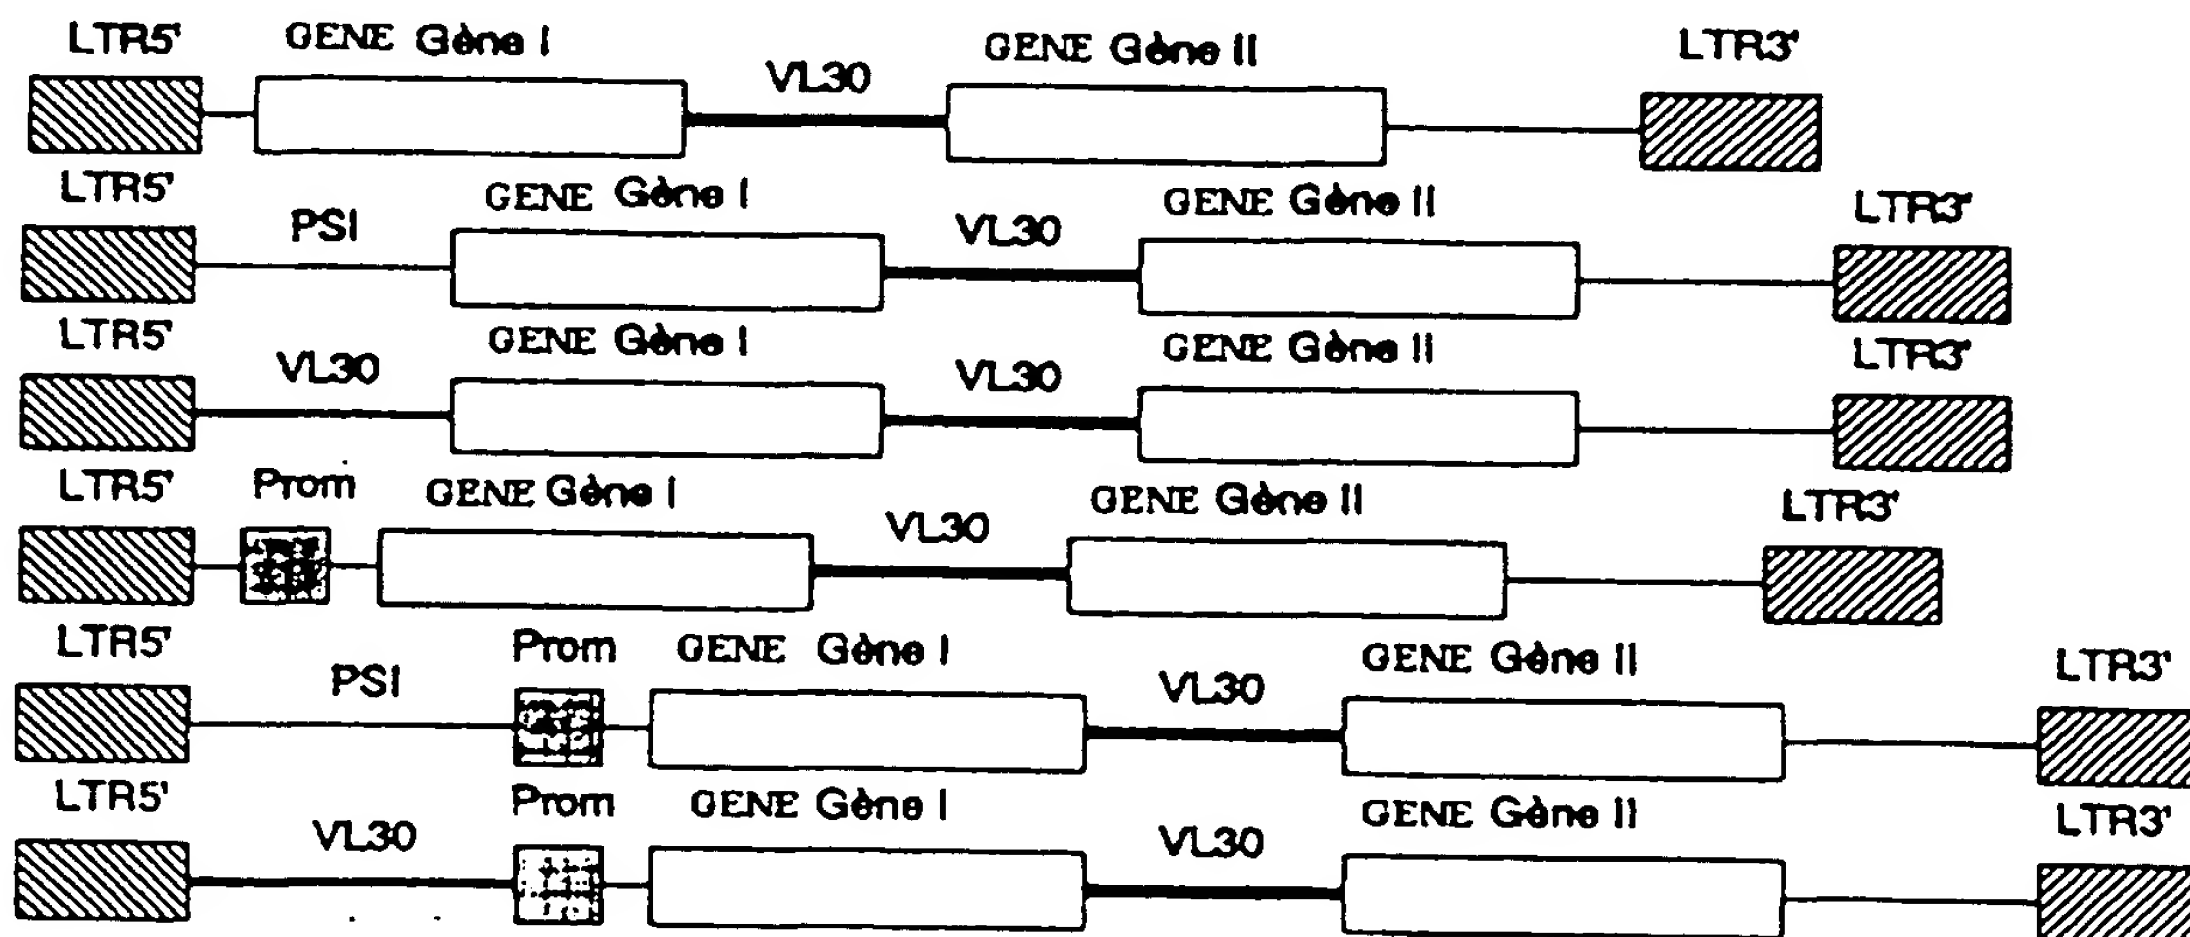 LTR5' GENE Gène I VL30 GENE Gène II LTR3'
LTR5' PSI GENE Gène I VL30 GENE Gène II LTR3'
LTR5' VL30 GENE Gène I VL30 GENE Gène II LTR3'
LTR5' Prom GENE Gène I VL30 GENE Gène II LTR3'
LTR5' PSI Prom GENE Gène I VL30 GENE Gène II LTR3'
LTR5' VL30 Prom GENE Gène I VL30 GENE Gène II LTR3'